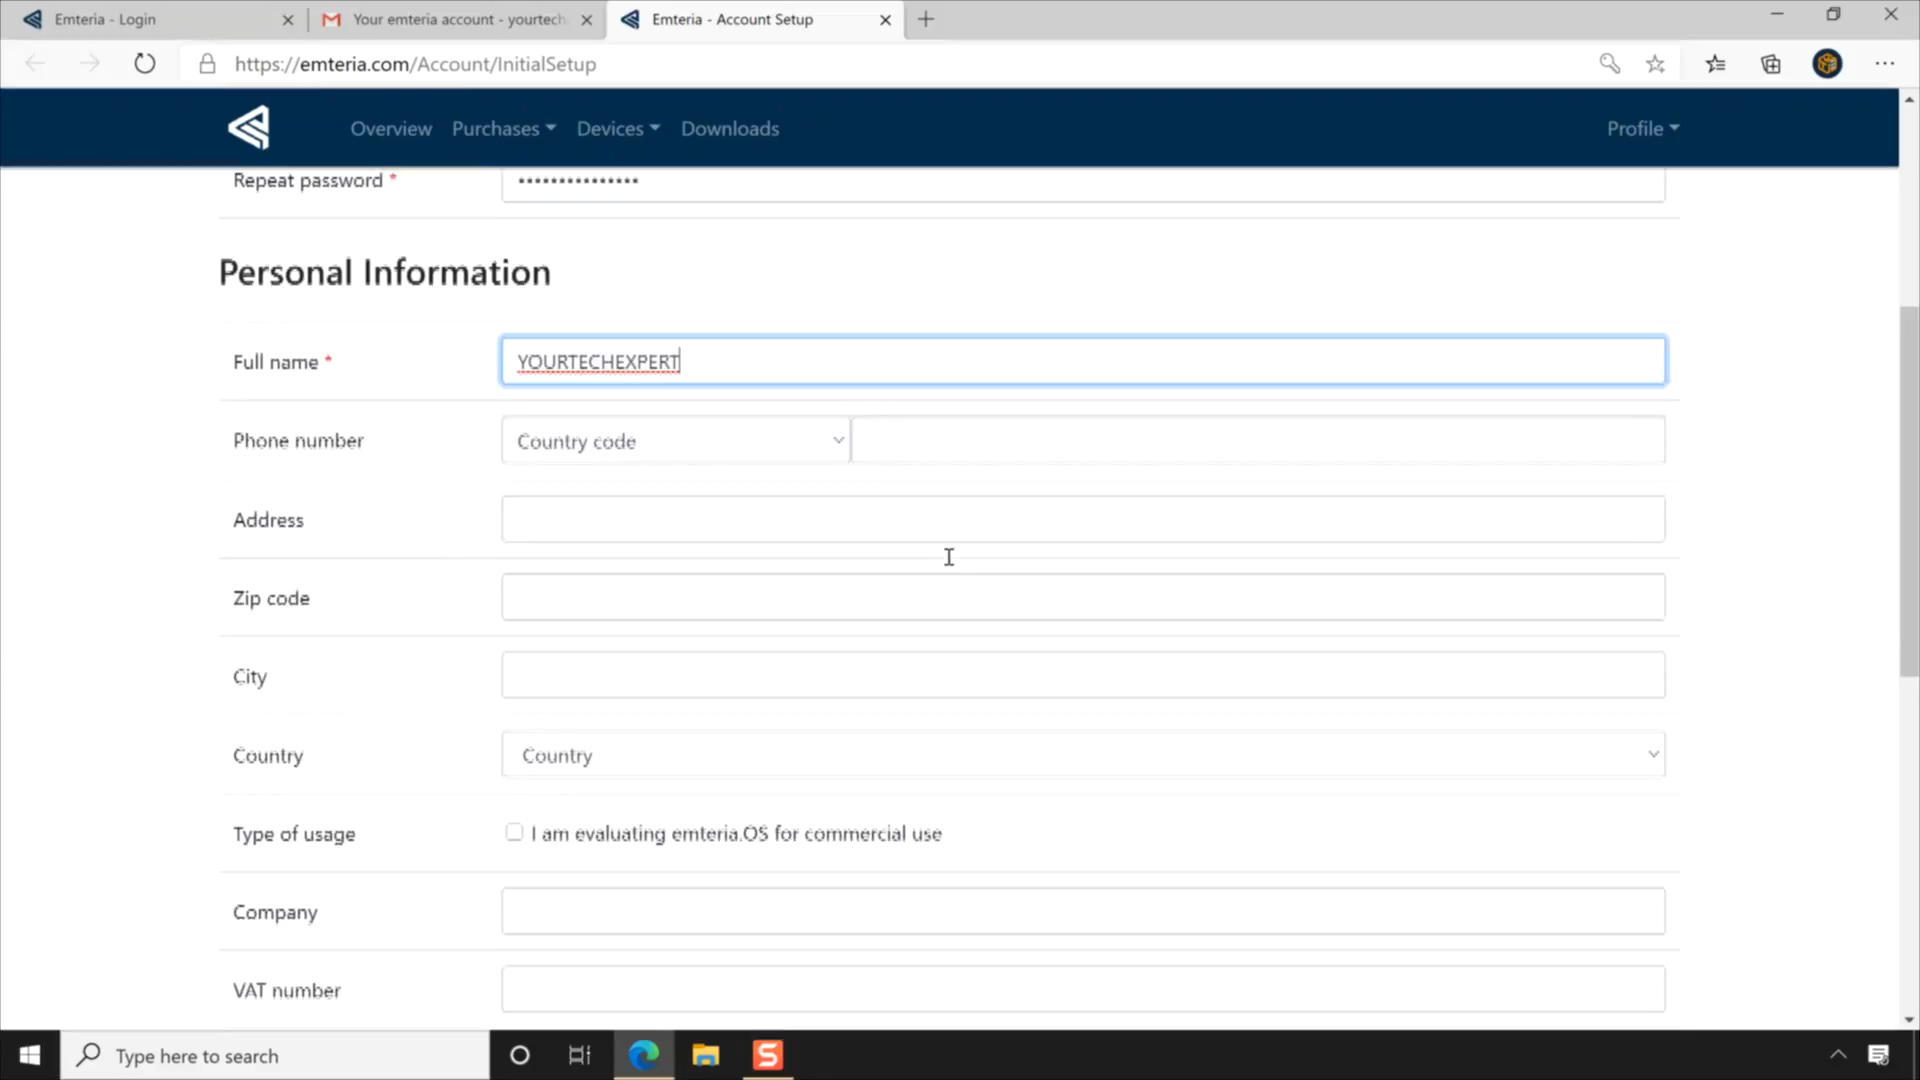 Emteria - Login
Your emteria account - yourtech
Emteria - Account Setup
https://emteria.com/Account/InitialSetup
Overview
Purchases
Devices
Downloads
Profile
Repeat password *
•••••••••••••••
Personal Information
Full name *
YOURTECHEXPERT
Phone number
Country code
Address
Zip code
City
Country
Country
Type of usage
I am evaluating emteria.OS for commercial use
Company
VAT number
Type here to search
S